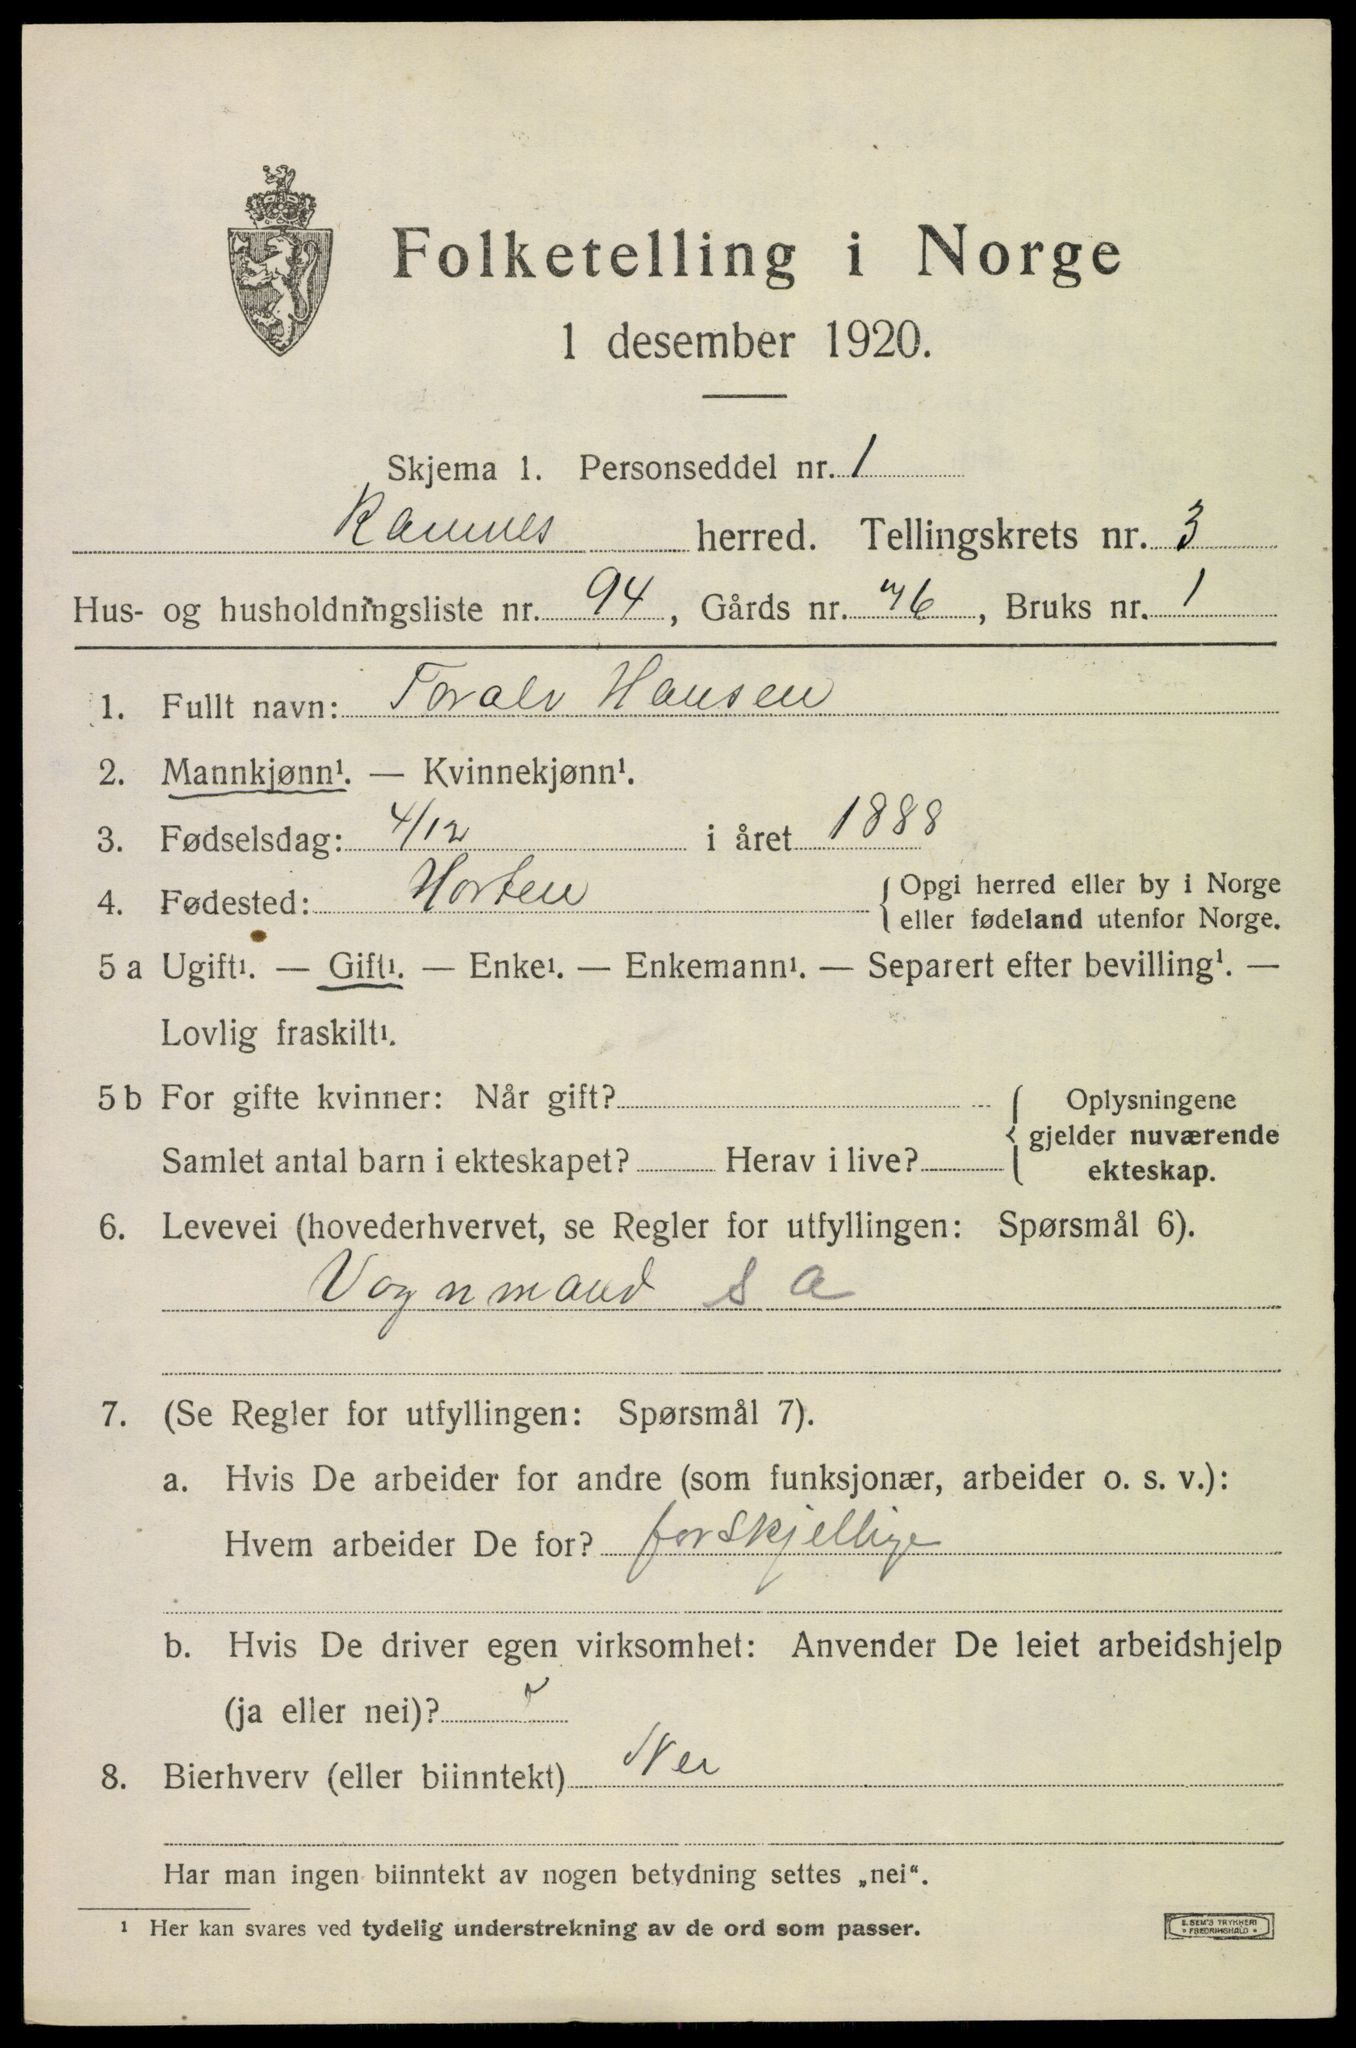 Folketelling i Norge
1 desember 1920.
Skjema 1. Personseddel nr. 1
Ramnes herred. Tellingskrets nr. 3
Hus- og husholdningsliste nr. 94, Gårds nr. 76, Bruks nr. 1
1. Fullt navn: Toralv Hansen
2. Mannkjønn¹. — Kvinnekjønn¹.
3. Fødselsdag: 4/12 i året 1888
4. Fødested: Horten {Opgi herred eller by i Norge
eller fødeland utenfor Norge.
5 a Ugift¹. — Gift¹. — Enke¹. — Enkemann¹. — Separert efter bevilling¹. —
Lovlig fraskilt¹.
5 b For gifte kvinner: Når gift? { Oplysningene
gjelder nuværende
Samlet antal barn i ekteskapet? Herav i live?
ekteskap.
6. Levevei (hovederhvervet, se Regler for utfyllingen: Spørsmål 6).
Vognmand s a
7. (Se Regler for utfyllingen: Spørsmål 7).
a. Hvis De arbeider for andre (som funksjonær, arbeider o. s. v.):
Hvem arbeider De for? forskjellige
b. Hvis De driver egen virksomhet: Anvender De leiet arbeidshjelp
(ja eller nei)?
8. Bierhverv (eller biinntekt) Nei
Har man ingen biinntekt av nogen betydning settes „nei“.
¹ Her kan svares ved tydelig understrekning av de ord som passer.
E. SEM'S TRYKKERI
FREDRIKSHALD